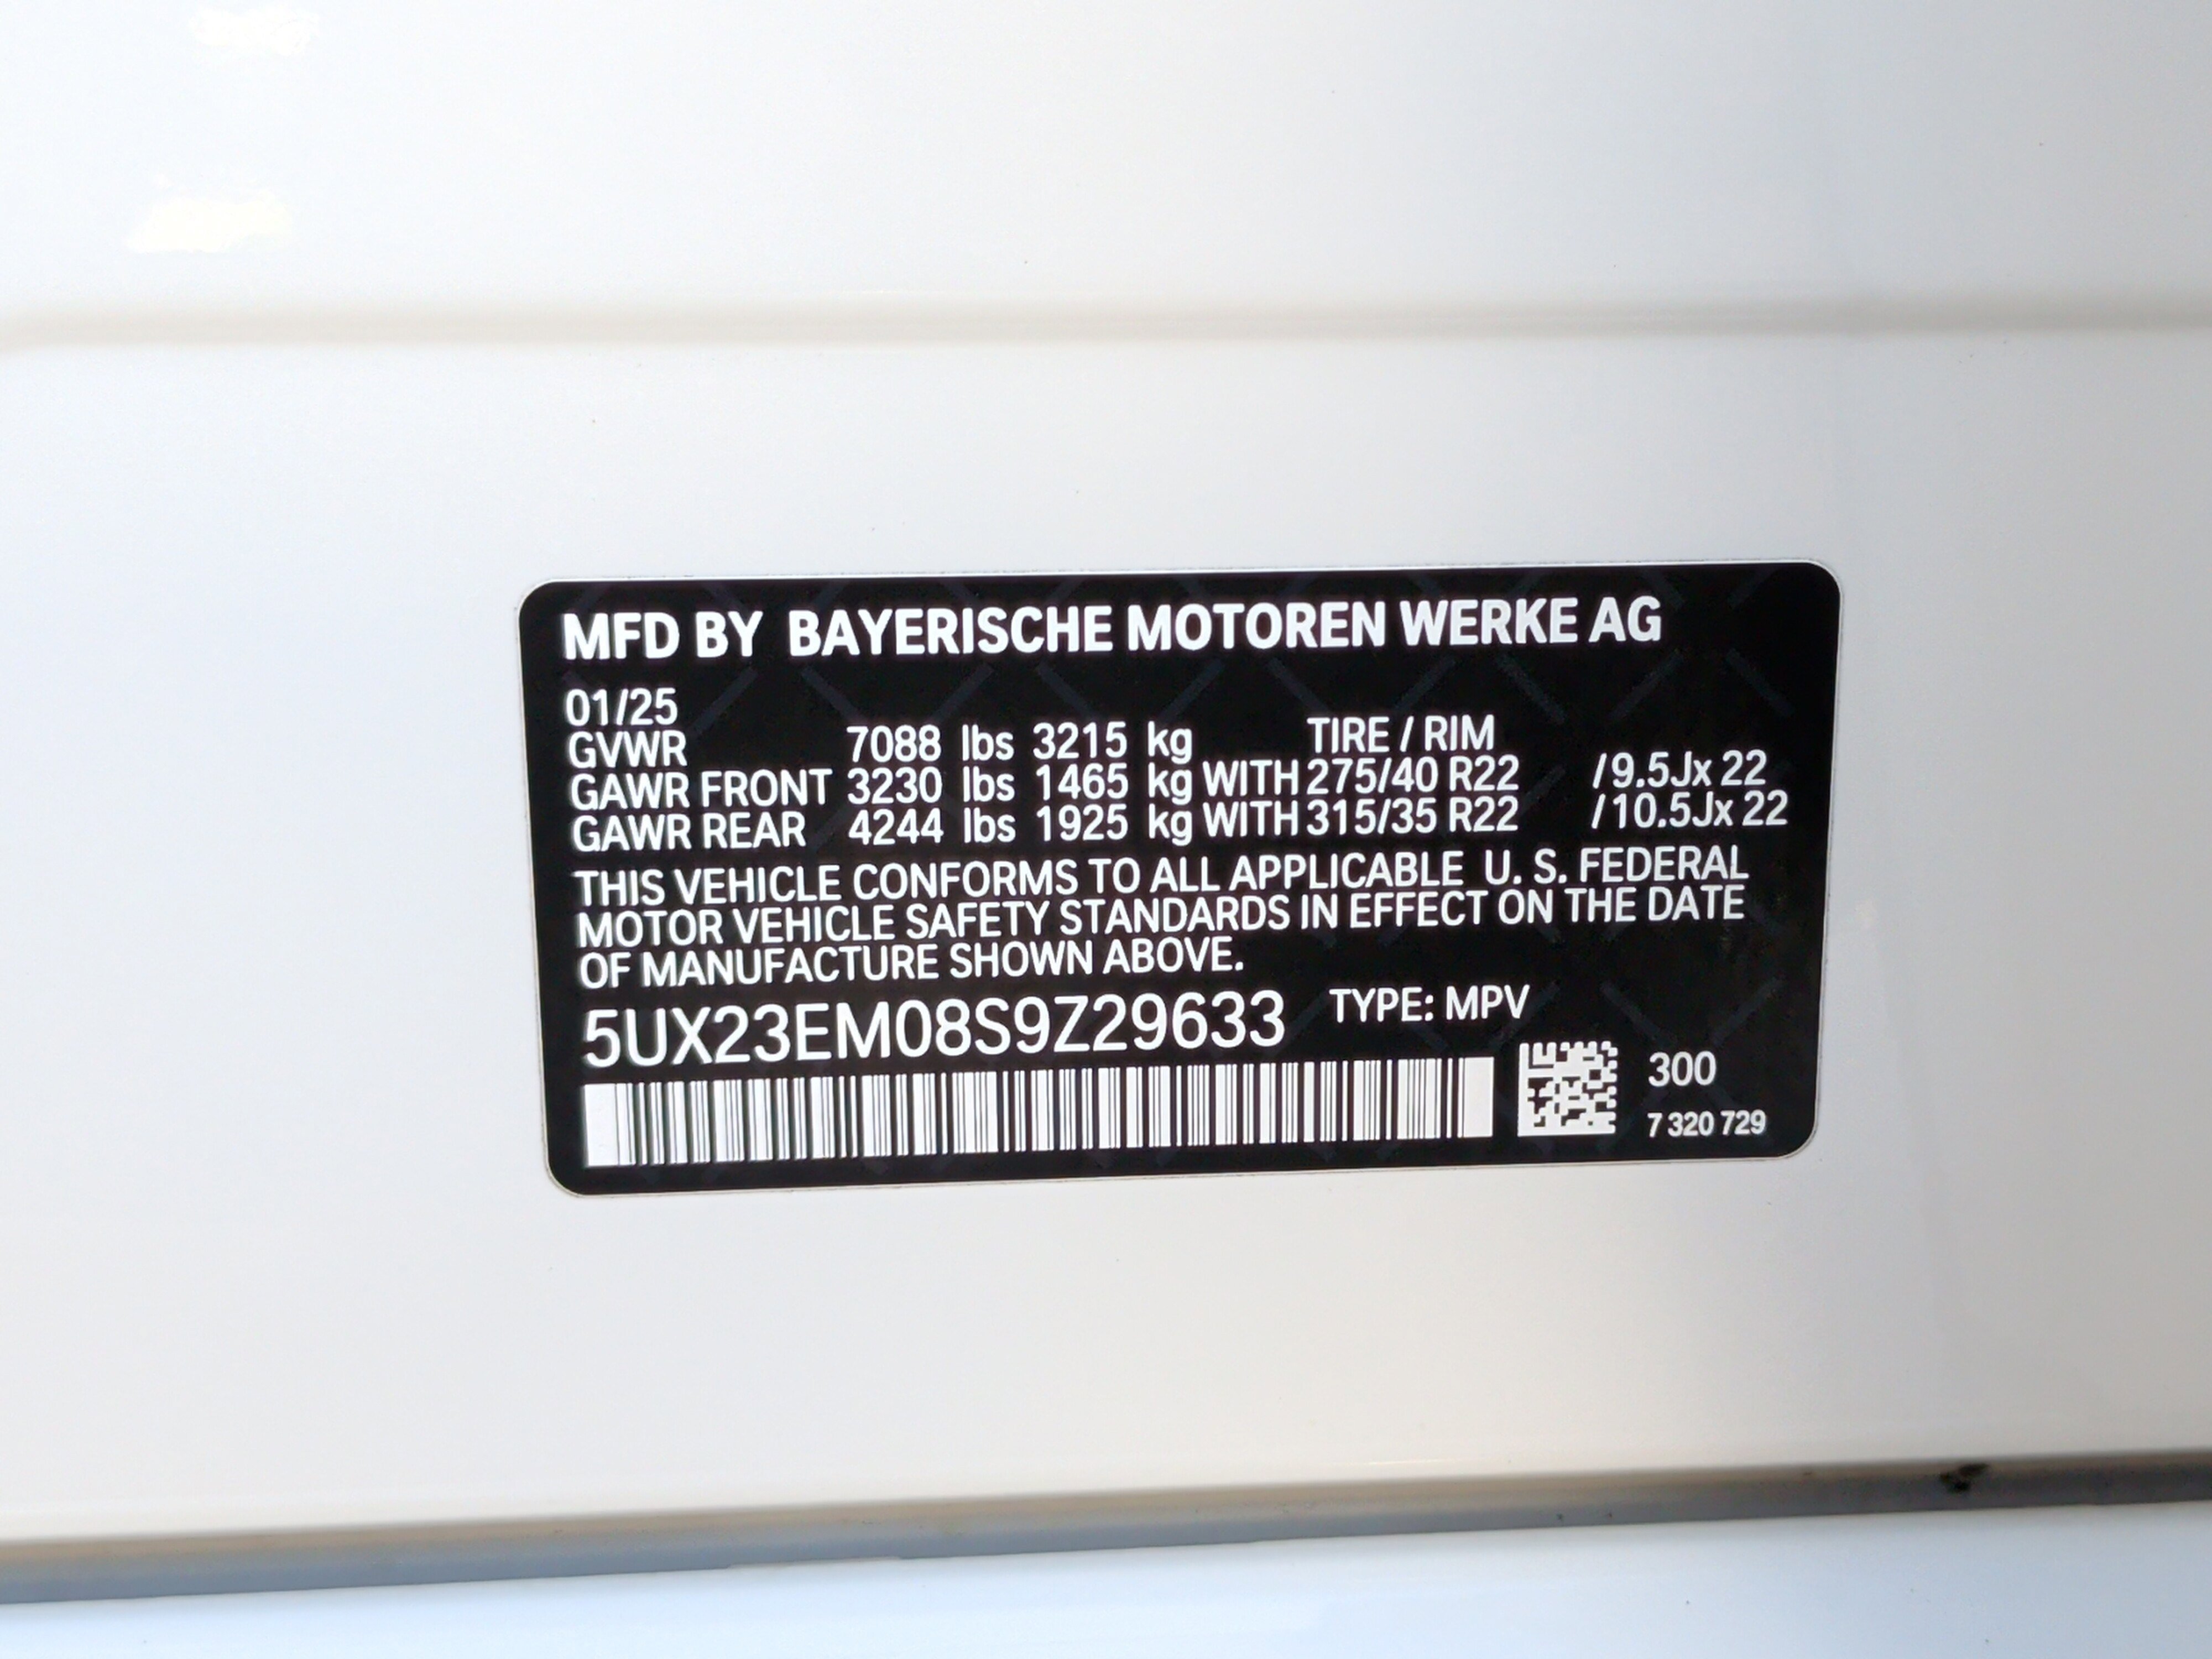 MFD BY BAYERISCHE MOTOREN WERKE AG
01/25
GVWR 7088 lbs 3215 kg TIRE / RIM
GAWR FRONT 3230 lbs 1465 kg WITH 275/40 R22 /9.5Jx 22
GAWR REAR 4244 lbs 1925 kg WITH 315/35 R22 /10.5Jx 22
THIS VEHICLE CONFORMS TO ALL APPLICABLE U. S. FEDERAL
MOTOR VEHICLE SAFETY STANDARDS IN EFFECT ON THE DATE
OF MANUFACTURE SHOWN ABOVE.
5UX23EM08S9Z29633 TYPE: MPV
300
7 320 729